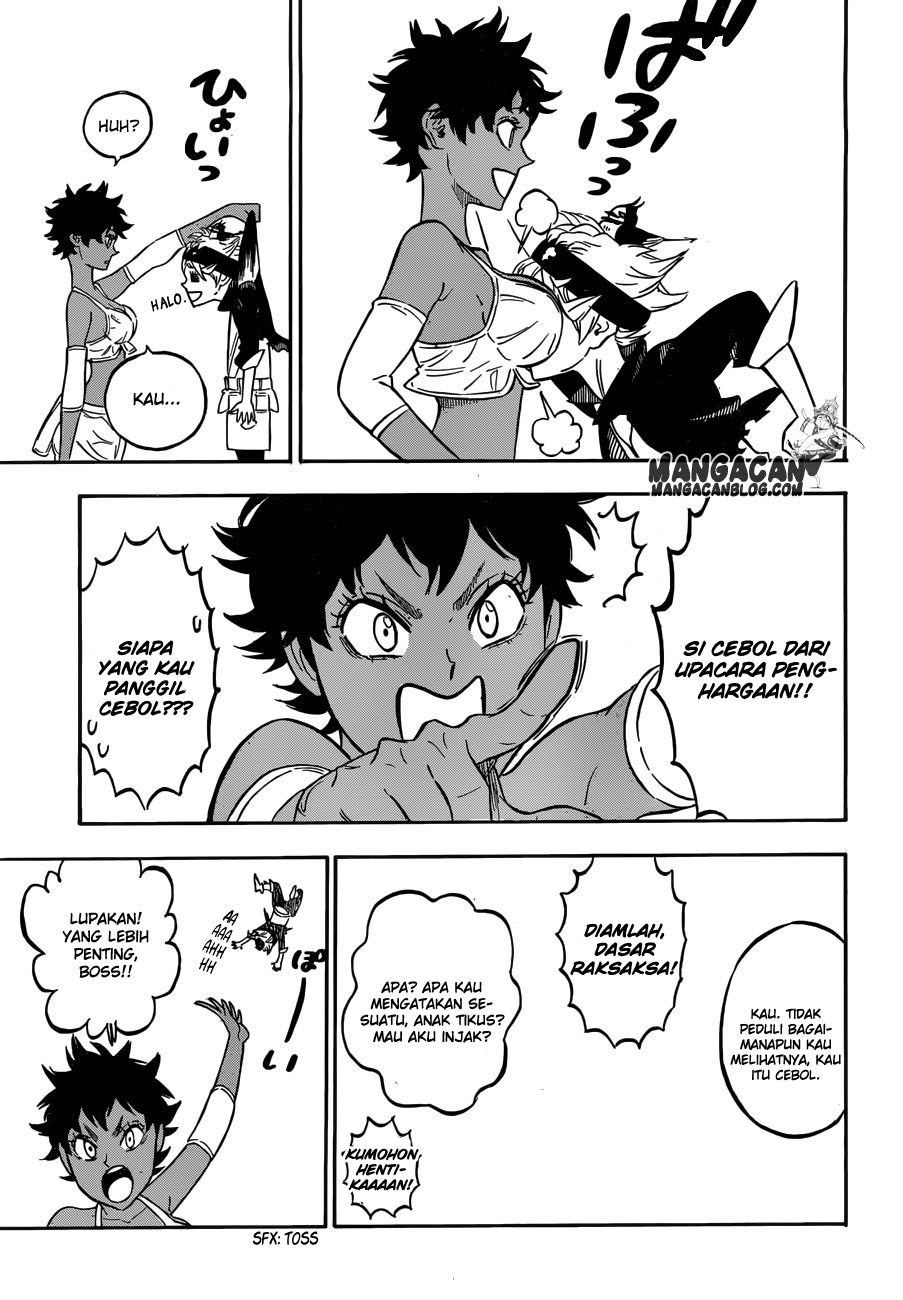 ばふっ
ひょいっ
HUH?
HALO.
KAU...
MANGACAN
MANGACANBLOG.COM
SI CEBOL DARI
UPACARA PENG-
HARGAAN!!
SIAPA
YANG KAU
PANGGIL
CEBOL???
KAU. TIDAK
PEDULI BAGAI-
MANAPUN KAU
MELIHATNYA, KAU
ITU CEBOL.
DIAMLAH,
DASAR
RAKSAKSA!
APA? APA KAU
MENGATAKAN SE-
SUATU, ANAK TIKUS?
MAU AKU INJAK?
KUMOHON
HENTI-
KAAAAN!
LUPAKAN!
YANG LEBIH
PENTING,
BOSS!!
AA
AAA
AHH
HH
ぽーい
SFX: TOSS